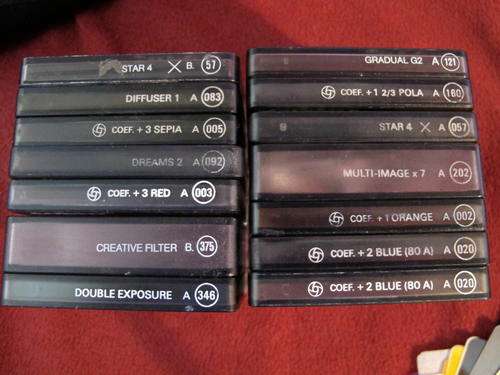 STAR 4 X B. 57
DIFFUSER 1 A 083
COEF. + 3 SEPIA A 005
DREAMS 2 A 092
COEF. + 3 RED A 003
CREATIVE FILTER B. 375
DOUBLE EXPOSURE A 346
GRADUAL G2 A 121
COEF. + 1 2/3 POLA A 160
STAR 4 X A 057
MULTI-IMAGE x 7 A 202
COEF. + 1 ORANGE A 002
COEF. + 2 BLUE (80 A) A 020
COEF. + 2 BLUE (80 A) A 020